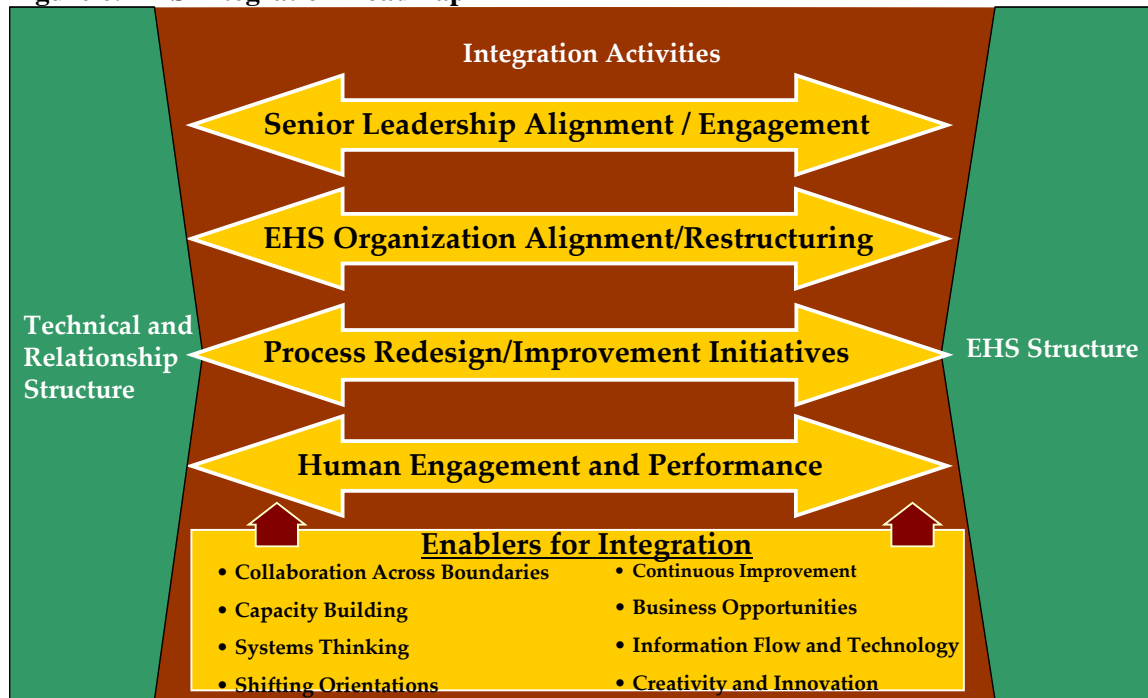 Integration Activities
Senior Leadership Alignment / Engagement
EHS Organization Alignment/Restructuring
Technical and
Relationship
Structure
Process Redesign/Improvement Initiatives
EHS Structure
Human Engagement and Performance
Enablers for Integration
• Collaboration Across Boundaries
• Capacity Building
• Systems Thinking
• Shifting Orientations
• Continuous Improvement
• Business Opportunities
• Information Flow and Technology
• Creativity and Innovation